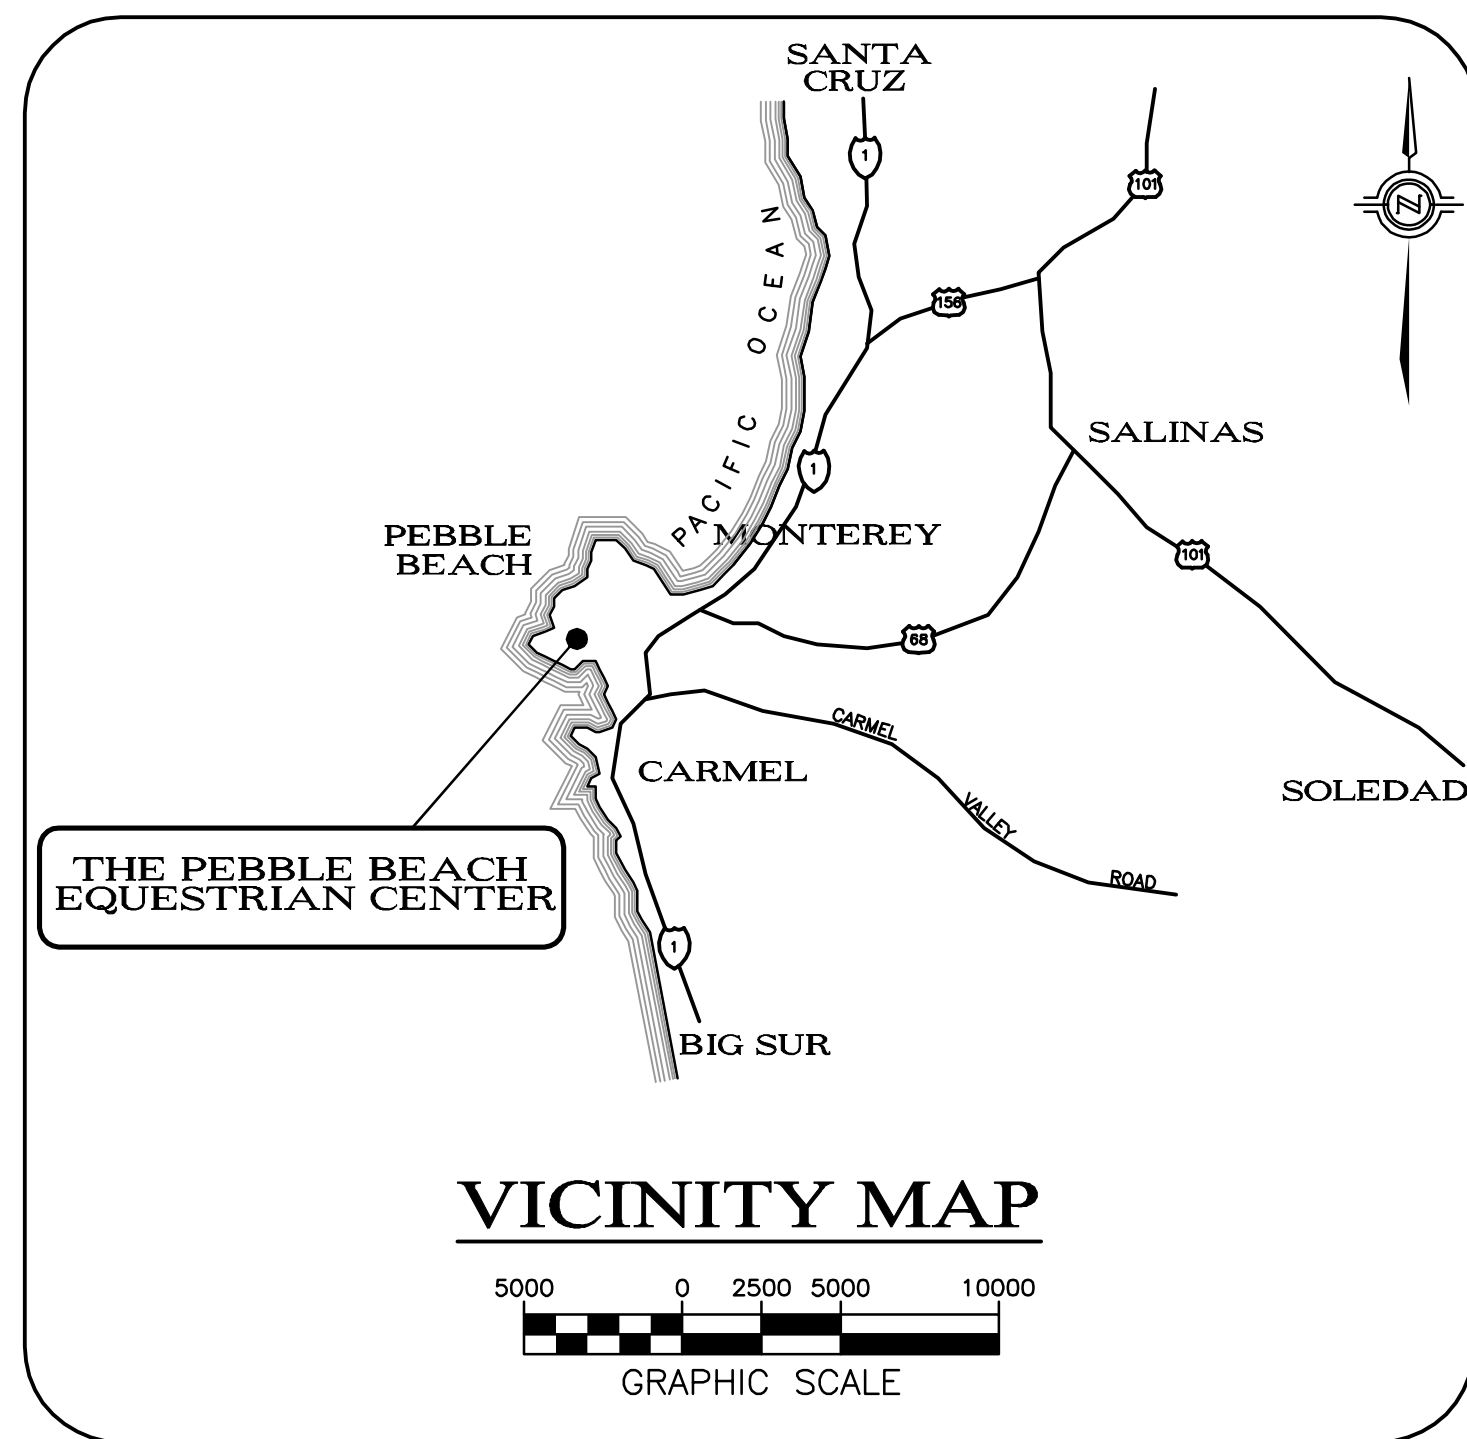 SANTA
CRUZ
1
101
N
156
PACIFIC OCEAN
SALINAS
1
PEBBLE
BEACH
MONTEREY
101
68
CARMEL VALLEY ROAD
CARMEL
SOLEDAD
THE PEBBLE BEACH
EQUESTRIAN CENTER
1
BIG SUR
VICINITY MAP
5000 0 2500 5000 10000
GRAPHIC SCALE